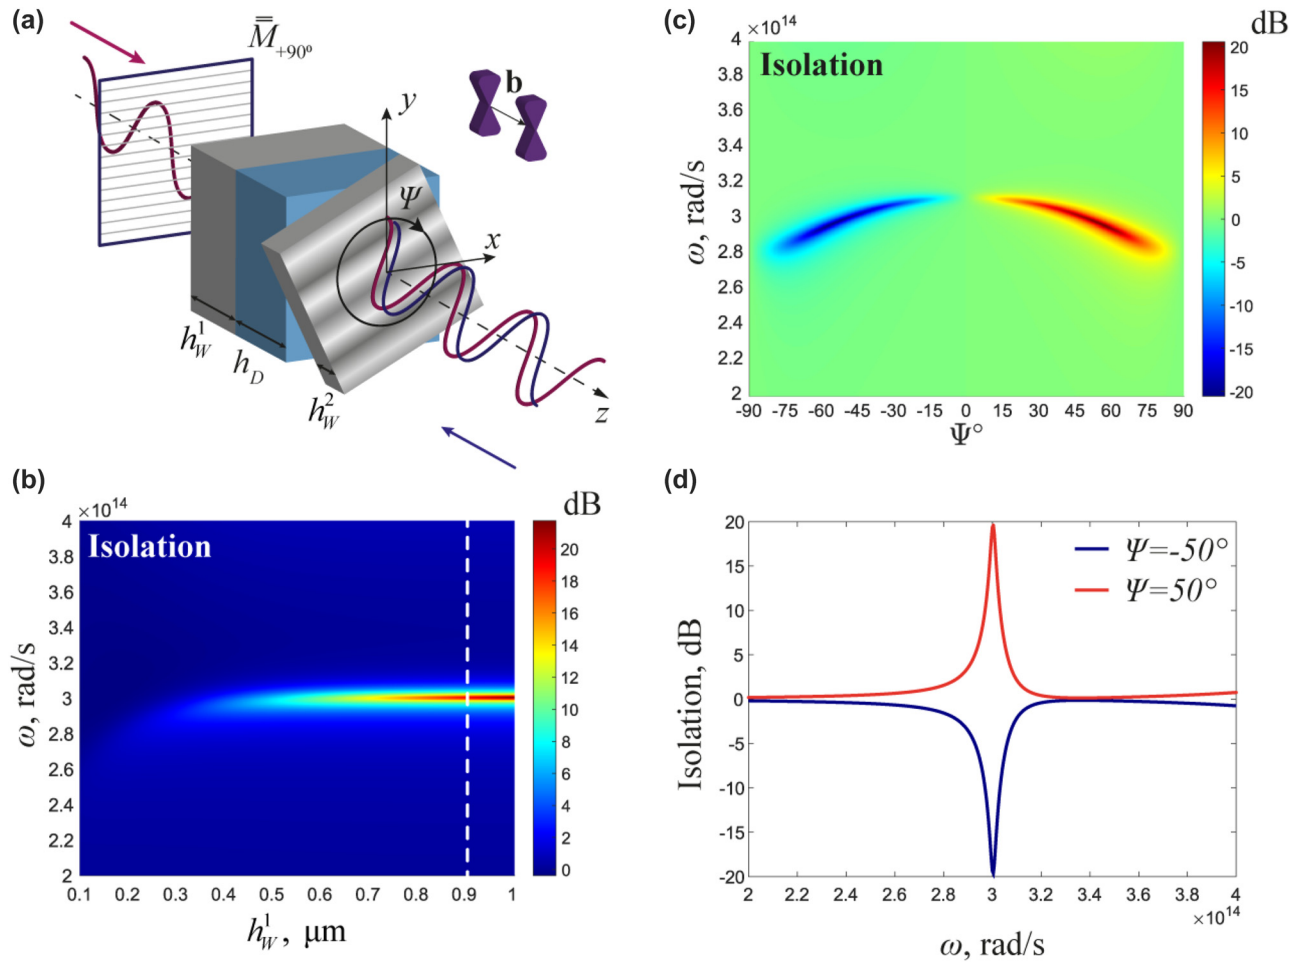 (a)
M̿₊₉₀º
b
y
Ψ
x
h¹_W
h_D
h²_W
z
(b)
×10¹⁴
dB
Isolation
4
3.8
3.6
3.4
3.2
3
2.8
2.6
2.4
2.2
2
ω, rad/s
20
18
16
14
12
10
8
6
4
2
0
0.1 0.2 0.3 0.4 0.5 0.6 0.7 0.8 0.9 1
h¹_W, μm
(c)
×10¹⁴
dB
Isolation
4
3.8
3.6
3.4
3.2
3
2.8
2.6
2.4
2.2
2
ω, rad/s
20
15
10
5
0
-5
-10
-15
-20
-90 -75 -60 -45 -30 -15 0 15 30 45 60 75 90
Ψ°
(d)
20
15
10
5
0
-5
-10
-14
-20
Isolation, dB
Ψ=-50°
Ψ=50°
2 2.2 2.4 2.6 2.8 3 3.2 3.4 3.6 3.8 4
×10¹⁴
ω, rad/s